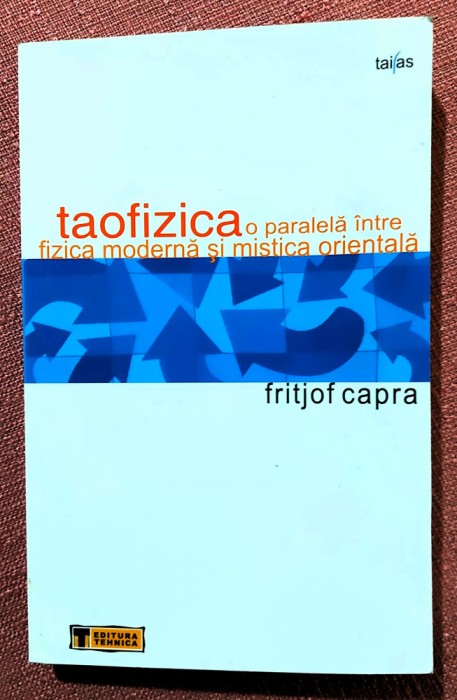 taifas
taofizica o paralelă între
fizica modernă şi mistica orientală
fritjof capra
T EDITURA
TEHNICA